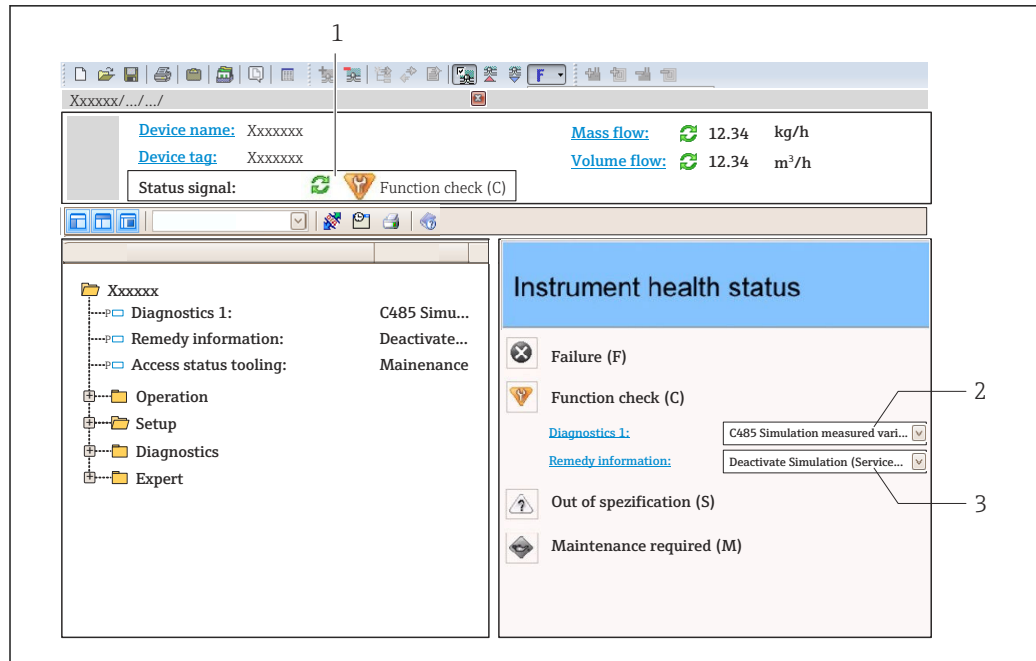 1
F
Xxxxxx/.../.../
Device name: Xxxxxxx
Mass flow: 12.34 kg/h
Device tag: Xxxxxxx
Volume flow: 12.34 m³/h
Status signal: Function check (C)
Xxxxxx
Diagnostics 1: C485 Simu...
Remedy information: Deactivate...
Access status tooling: Mainenance
Operation
Setup
Diagnostics
Expert
Instrument health status
Failure (F)
Function check (C)
2
Diagnostics 1: C485 Simulation measured vari...
Remedy information: Deactivate Simulation (Service...
3
Out of spezification (S)
Maintenance required (M)